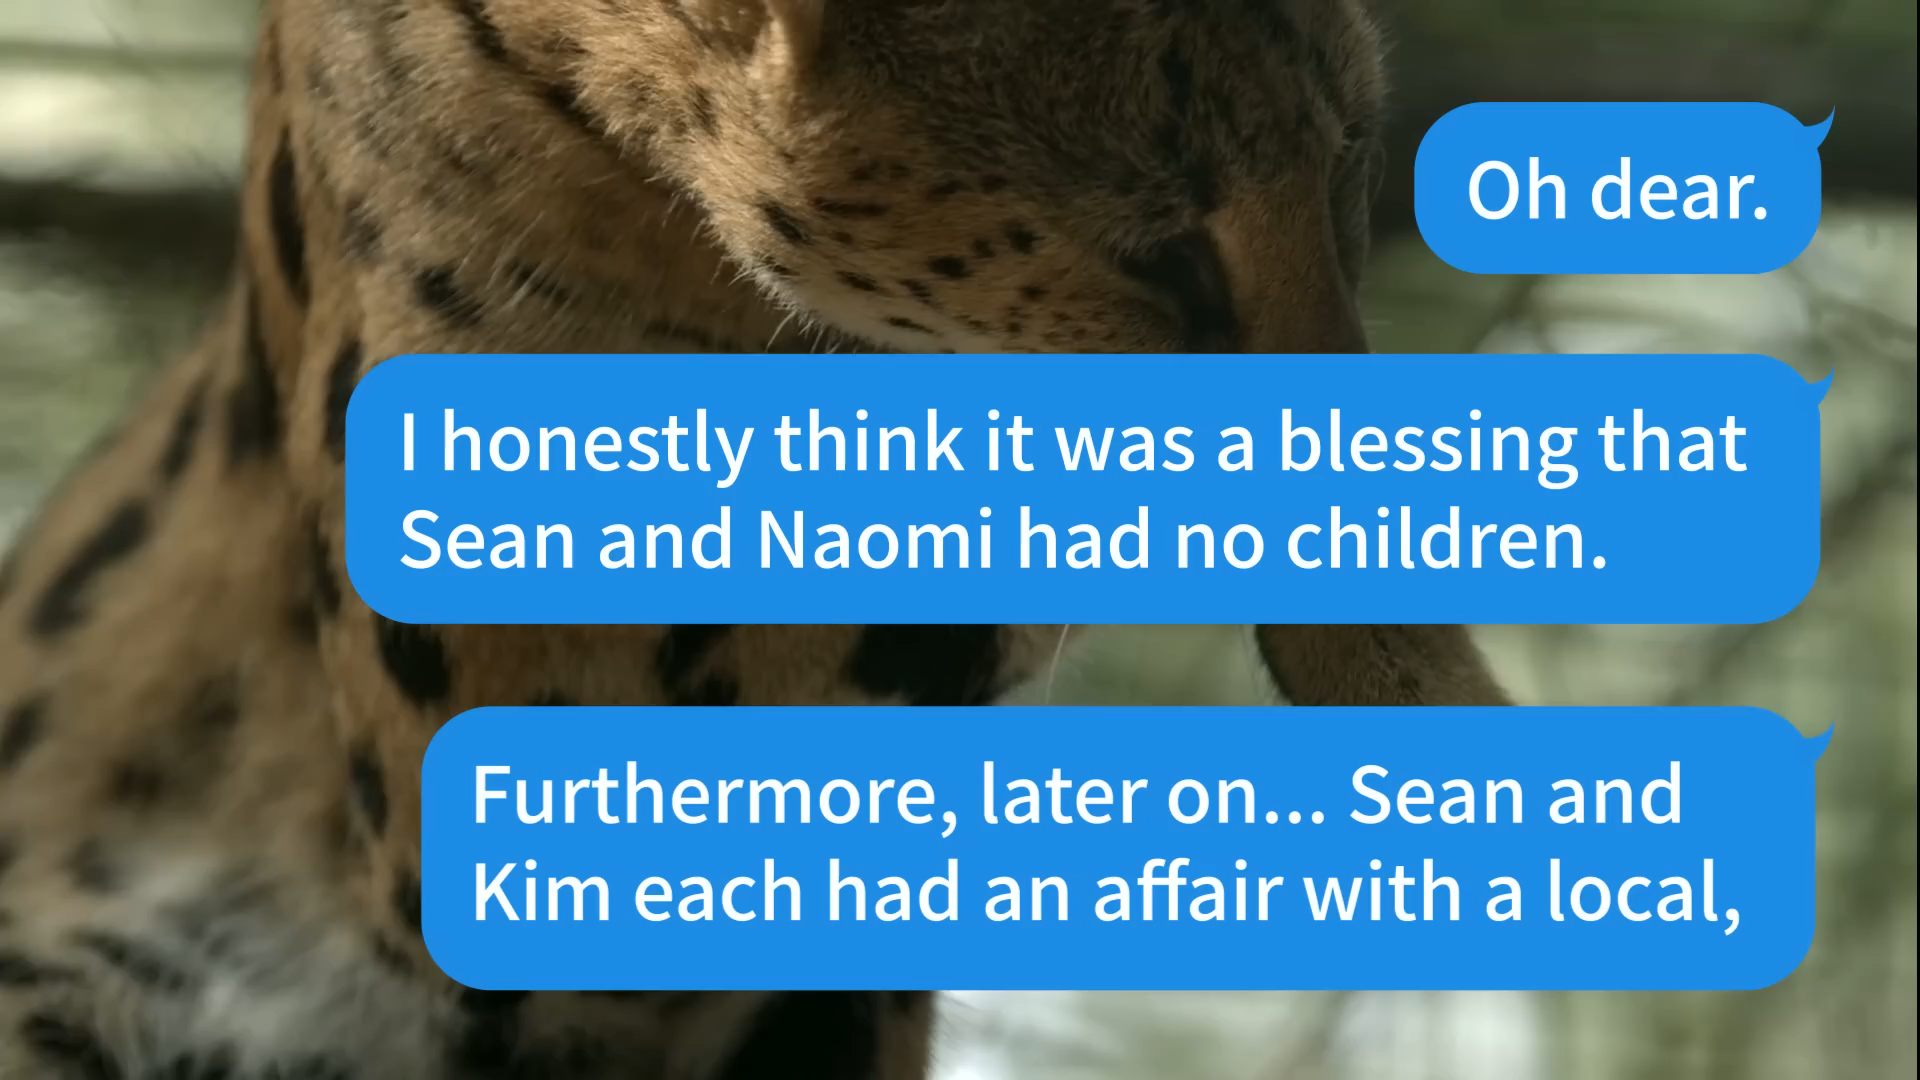 Oh dear.
I honestly think it was a blessing that
Sean and Naomi had no children.
Furthermore, later on... Sean and
Kim each had an affair with a local,